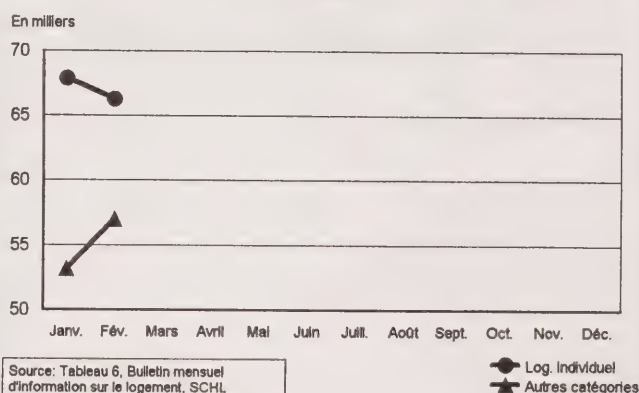 En milliers
70
65
60
55
50
Janv. Fév. Mars Avril Mai Juin Juill. Août Sept. Oct. Nov. Déc.
Source: Tableau 6, Bulletin mensuel
d'information sur le logement, SCHL
Log. Individuel
Autres catégories